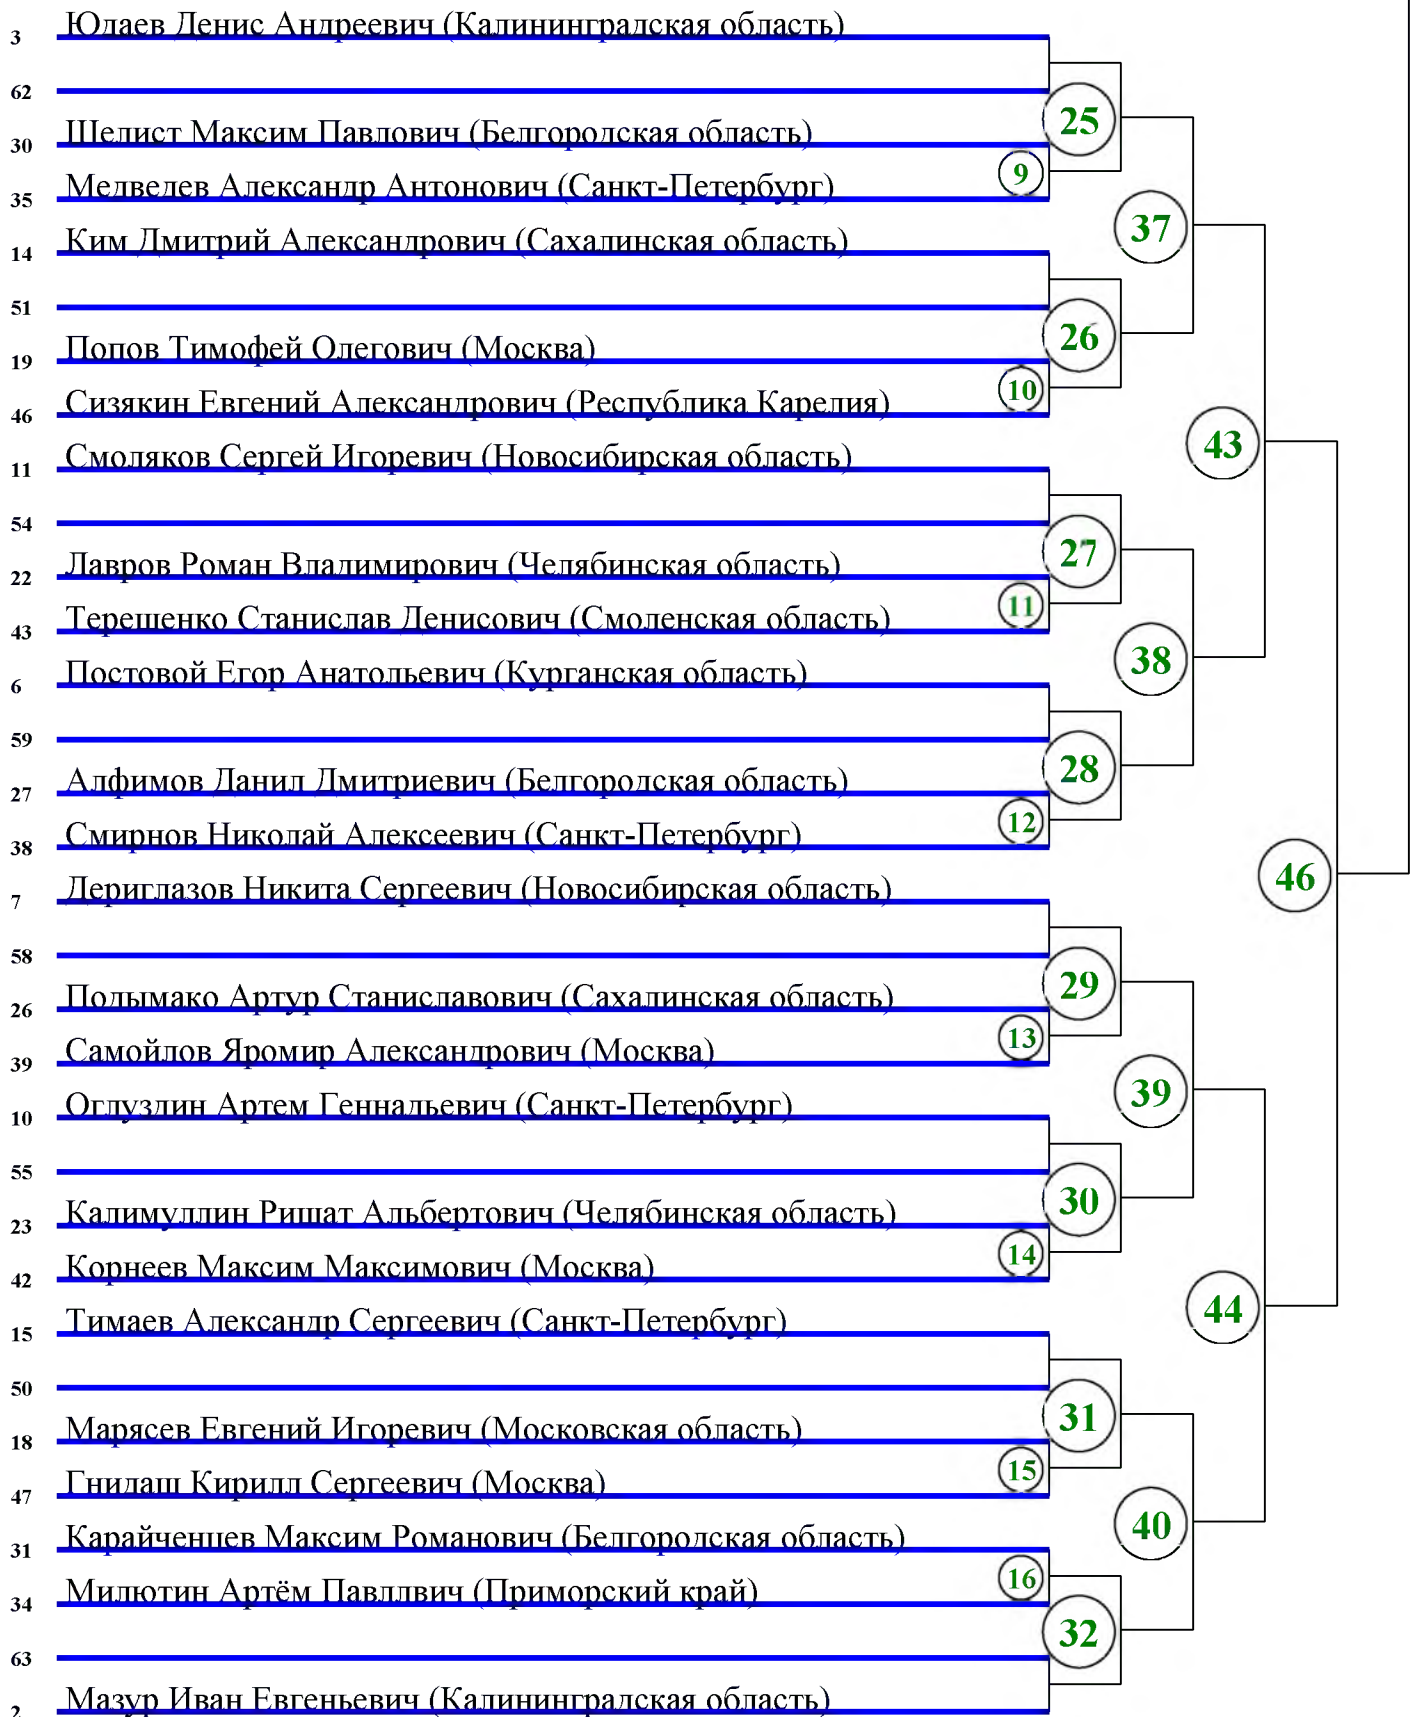 3 Юдаев Денис Андреевич (Калининградская область)
62
25
30 Шелист Максим Павлович (Белгородская область)
9
35 Медведев Александр Антонович (Санкт-Петербург)
37
14 Ким Дмитрий Александрович (Сахалинская область)
51
26
19 Попов Тимофей Олегович (Москва)
10
46 Сизякин Евгений Александрович (Республика Карелия)
43
11 Смоляков Сергей Игоревич (Новосибирская область)
54
27
22 Лавров Роман Владимирович (Челябинская область)
11
43 Терешенко Станислав Денисович (Смоленская область)
38
6 Постовой Егор Анатольевич (Курганская область)
59
28
27 Алфимов Данил Дмитриевич (Белгородская область)
12
38 Смирнов Николай Алексеевич (Санкт-Петербург)
46
7 Дериглазов Никита Сергеевич (Новосибирская область)
58
29
26 Подымако Артур Станиславович (Сахалинская область)
13
39 Самойлов Яромир Александрович (Москва)
39
10 Оглуздин Артем Геннадьевич (Санкт-Петербург)
55
30
23 Калимуллин Ришат Альбертович (Челябинская область)
14
42 Корнеев Максим Максимович (Москва)
44
15 Тимаев Александр Сергеевич (Санкт-Петербург)
50
31
18 Марясев Евгений Игоревич (Московская область)
15
47 Гнидаш Кирилл Сергеевич (Москва)
40
31 Карайченцев Максим Романович (Белгородская область)
16
34 Милютин Артём Павллвич (Приморский край)
32
63
2 Мазур Иван Евгеньевич (Калининградская область)